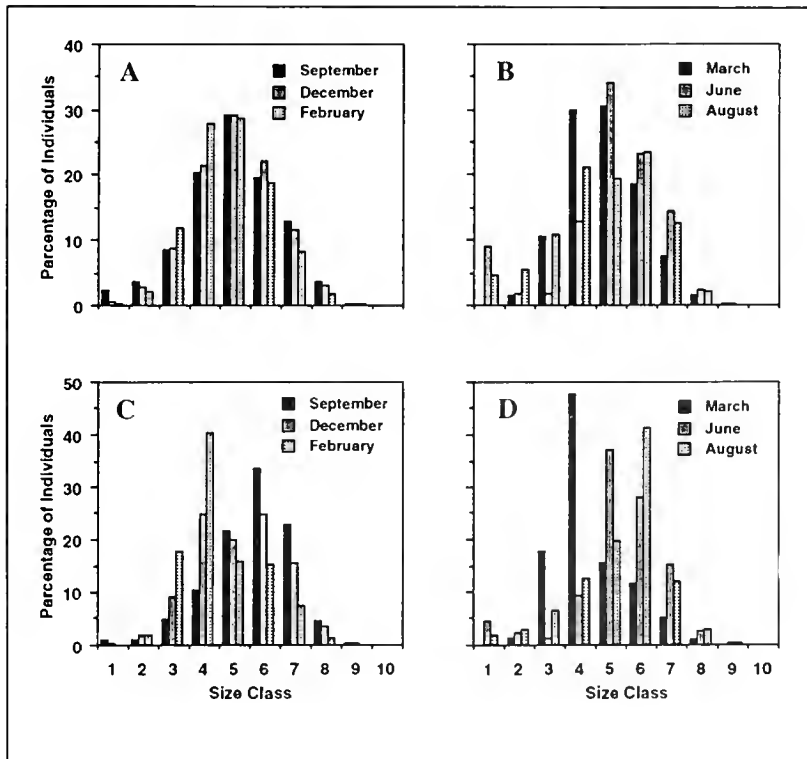 A
September
December
February
Percentage of Individuals
40
30
20
10
0
B
March
June
August
C
September
December
February
Percentage of Individuals
50
40
30
20
10
0
1 2 3 4 5 6 7 8 9 10
Size Class
D
March
June
August
1 2 3 4 5 6 7 8 9 10
Size Class